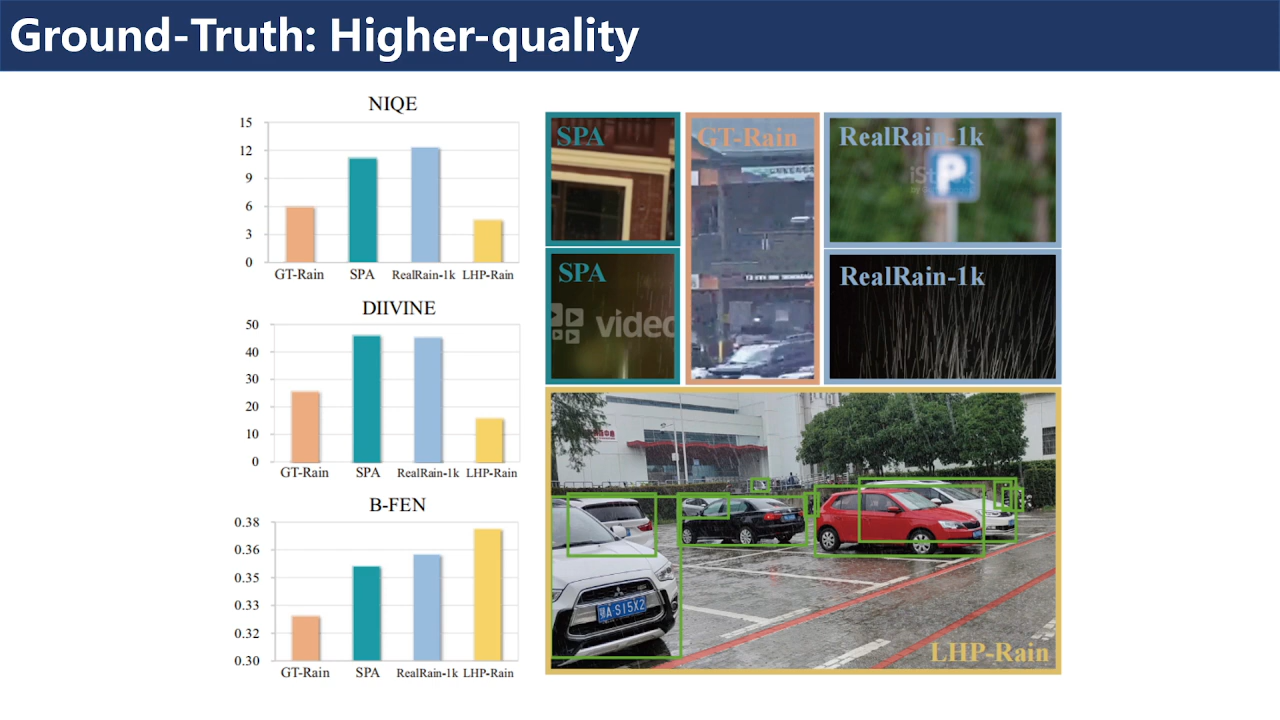 Ground-Truth: Higher-quality
NIQE
15
12
9
6
3
0
GT-Rain SPA RealRain-1k LHP-Rain
DIIVINE
50
40
30
20
10
0
GT-Rain SPA RealRain-1k LHP-Rain
B-FEN
0.38
0.36
0.35
0.33
0.32
0.30
GT-Rain SPA RealRain-1k LHP-Rain
SPA
GT-Rain
RealRain-1k
P
SPA
video
RealRain-1k
A S15X2
LHP-Rain